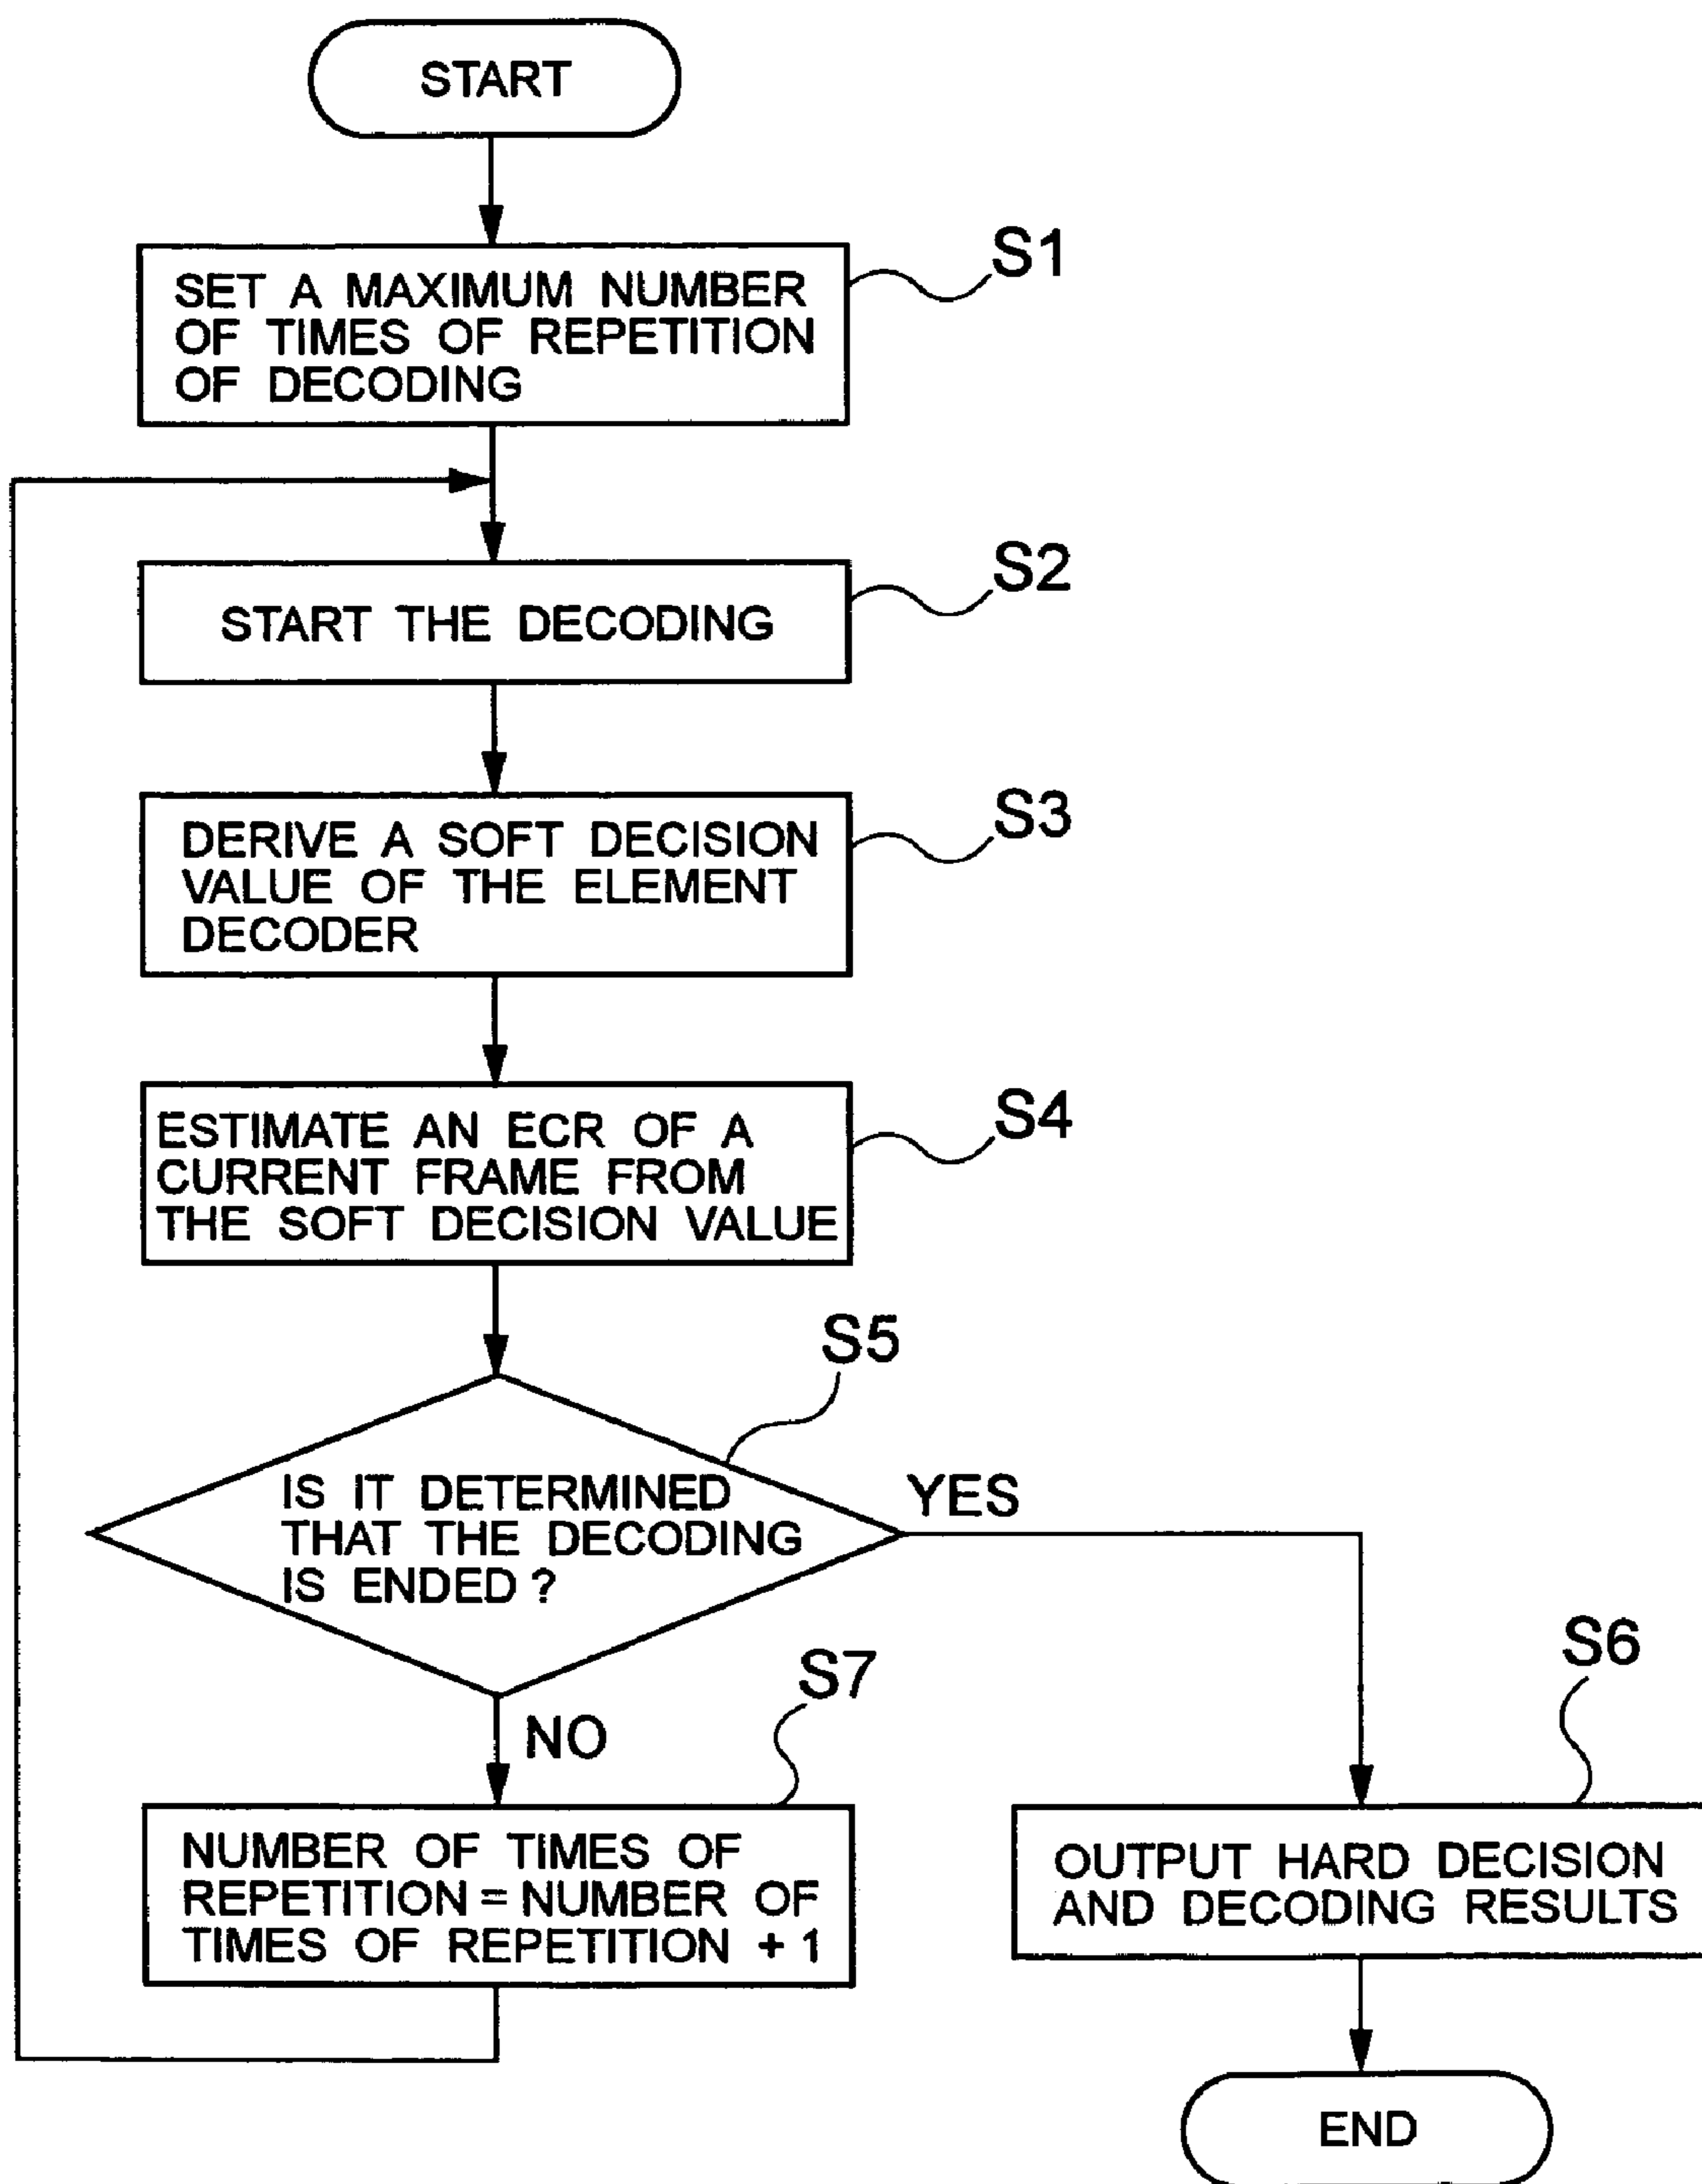 START
S1
SET A MAXIMUM NUMBER
OF TIMES OF REPETITION
OF DECODING
S2
START THE DECODING
S3
DERIVE A SOFT DECISION
VALUE OF THE ELEMENT
DECODER
S4
ESTIMATE AN ECR OF A
CURRENT FRAME FROM
THE SOFT DECISION VALUE
S5
IS IT DETERMINED
THAT THE DECODING
IS ENDED ?
YES
NO
S7
NUMBER OF TIMES OF
REPETITION = NUMBER OF
TIMES OF REPETITION + 1
S6
OUTPUT HARD DECISION
AND DECODING RESULTS
END